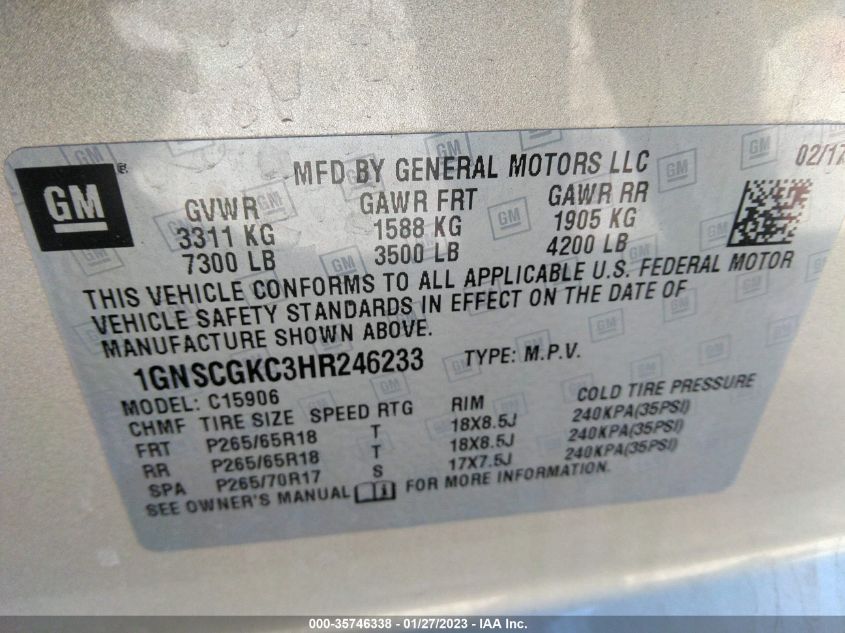 MFD BY GENERAL MOTORS LLC 02/17
GM
GVWR GAWR FRT GAWR RR
3311 KG 1588 KG 1905 KG
7300 LB 3500 LB 4200 LB
THIS VEHICLE CONFORMS TO ALL APPLICABLE U.S. FEDERAL MOTOR
VEHICLE SAFETY STANDARDS IN EFFECT ON THE DATE OF
MANUFACTURE SHOWN ABOVE.
1GNSCGKC3HR246233 TYPE: M.P.V.
MODEL: C15906
CHMF TIRE SIZE SPEED RTG RIM COLD TIRE PRESSURE
FRT P265/65R18 T 18X8.5J 240KPA(35PSI)
RR P265/65R18 T 18X8.5J 240KPA(35PSI)
SPA P265/70R17 S 17X7.5J 240KPA(35PSI)
SEE OWNER'S MANUAL FOR MORE INFORMATION.
000-35746338 - 01/27/2023 - IAA Inc.